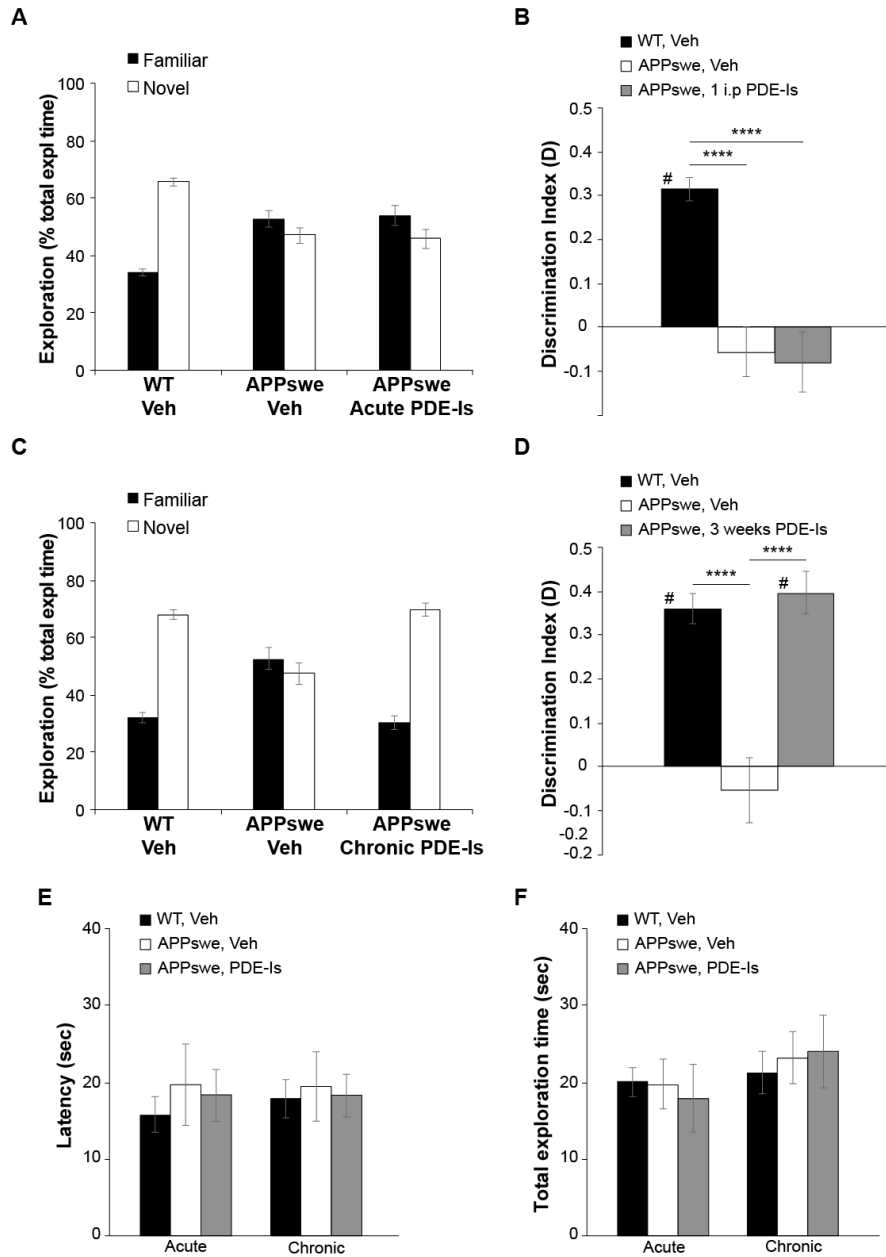 A
Familiar
Novel
Exploration (% total expl time)
100
80
60
40
20
0
WT
Veh
APPswe
Veh
APPswe
Acute PDE-Is
B
WT, Veh
APPswe, Veh
APPswe, 1 i.p PDE-Is
Discrimination Index (D)
0.5
0.4
0.3
0.2
0.1
0
-0.1
****
****
#
C
Familiar
Novel
Exploration (% total expl time)
100
80
60
40
20
0
WT
Veh
APPswe
Veh
APPswe
Chronic PDE-Is
D
WT, Veh
APPswe, Veh
APPswe, 3 weeks PDE-Is
Discrimination Index (D)
0.5
0.4
0.3
0.4
0.1
0
-0.1
-0.2
-0.2
****
****
#
#
E
WT, Veh
APPswe, Veh
APPswe, PDE-Is
Latency (sec)
40
30
20
10
0
Acute
Chronic
F
WT, Veh
APPswe, Veh
APPswe, PDE-Is
Total exploration time (sec)
40
30
20
10
0
Acute
Chronic